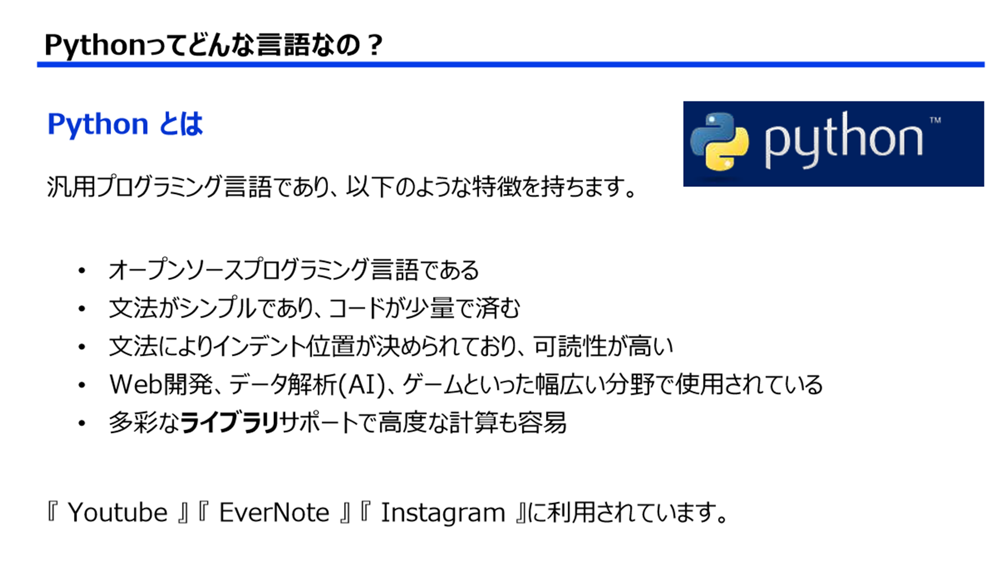 Pythonってどんな言語なの？
Python とは
python™
汎用プログラミング言語であり、以下のような特徴を持ちます。
• オープンソースプログラミング言語である
• 文法がシンプルであり、コードが少量で済む
• 文法によりインデント位置が決められており、可読性が高い
• Web開発、データ解析(AI)、ゲームといった幅広い分野で使用されている
• 多彩なライブラリサポートで高度な計算も容易
『 Youtube 』『 EverNote 』『 Instagram 』に利用されています。